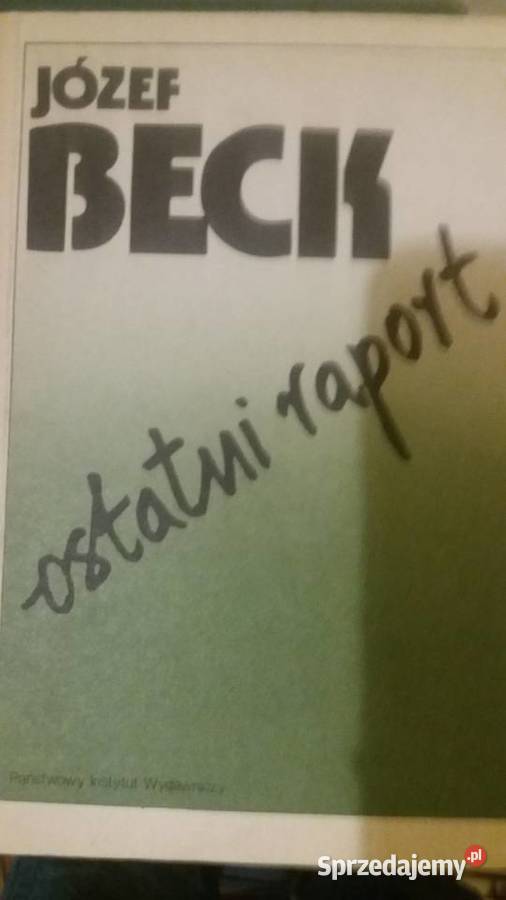 JÓZEF
BECK
ostatni raport
Państwowy Instytut Wydawniczy
Sprzedajemy.pl